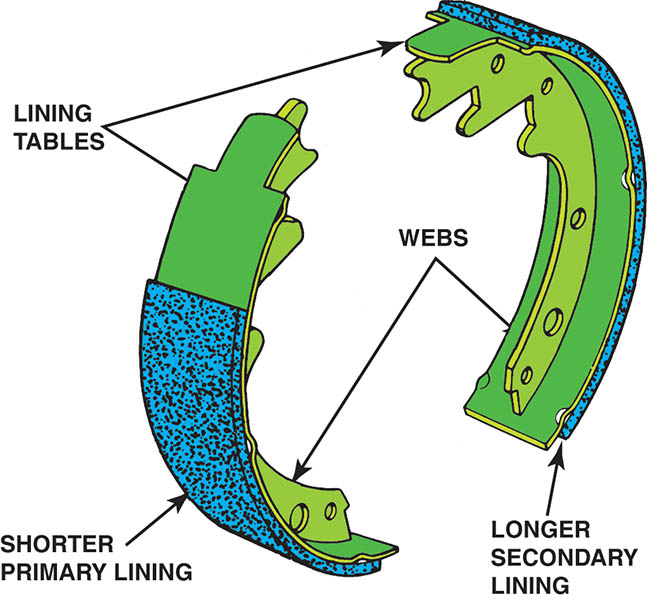 LINING
TABLES
WEBS
SHORTER
PRIMARY LINING
LONGER
SECONDARY
LINING